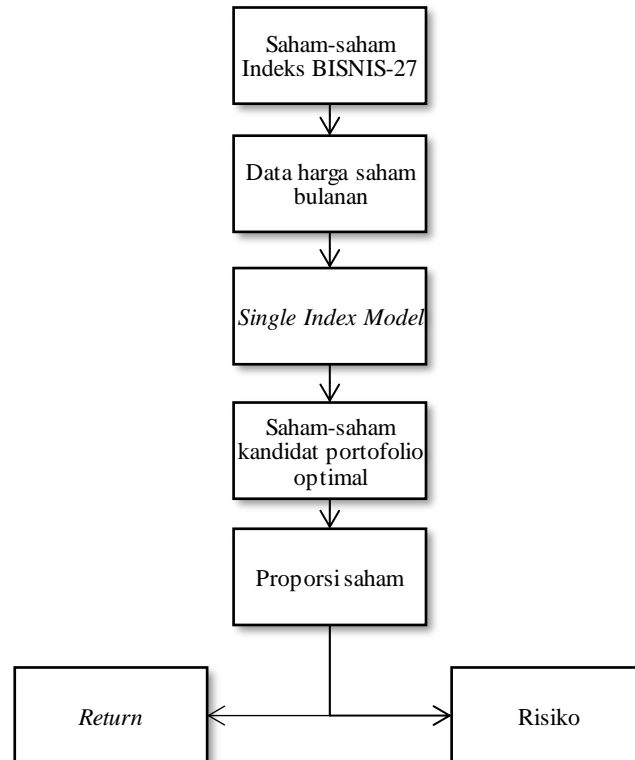 Saham-saham
Indeks BISNIS-27
Data harga saham
bulanan
Single Index Model
Saham-saham
kandidat portofolio
optimal
Proporsi saham
Return
Risiko